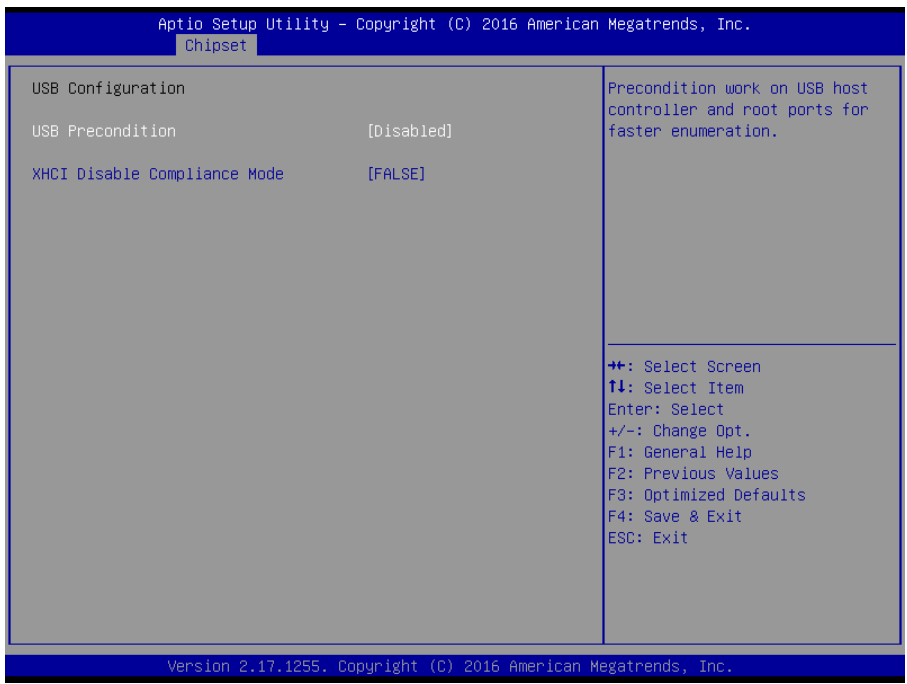 Aptio Setup Utility – Copyright (C) 2016 American Megatrends, Inc.
Chipset
USB Configuration
USB Precondition [Disabled]
XHCI Disable Compliance Mode [FALSE]
Precondition work on USB host
controller and root ports for
faster enumeration.
→←: Select Screen
↑↓: Select Item
Enter: Select
+/-: Change Opt.
F1: General Help
F2: Previous Values
F3: Optimized Defaults
F4: Save & Exit
ESC: Exit
Version 2.17.1255. Copyright (C) 2016 American Megatrends, Inc.